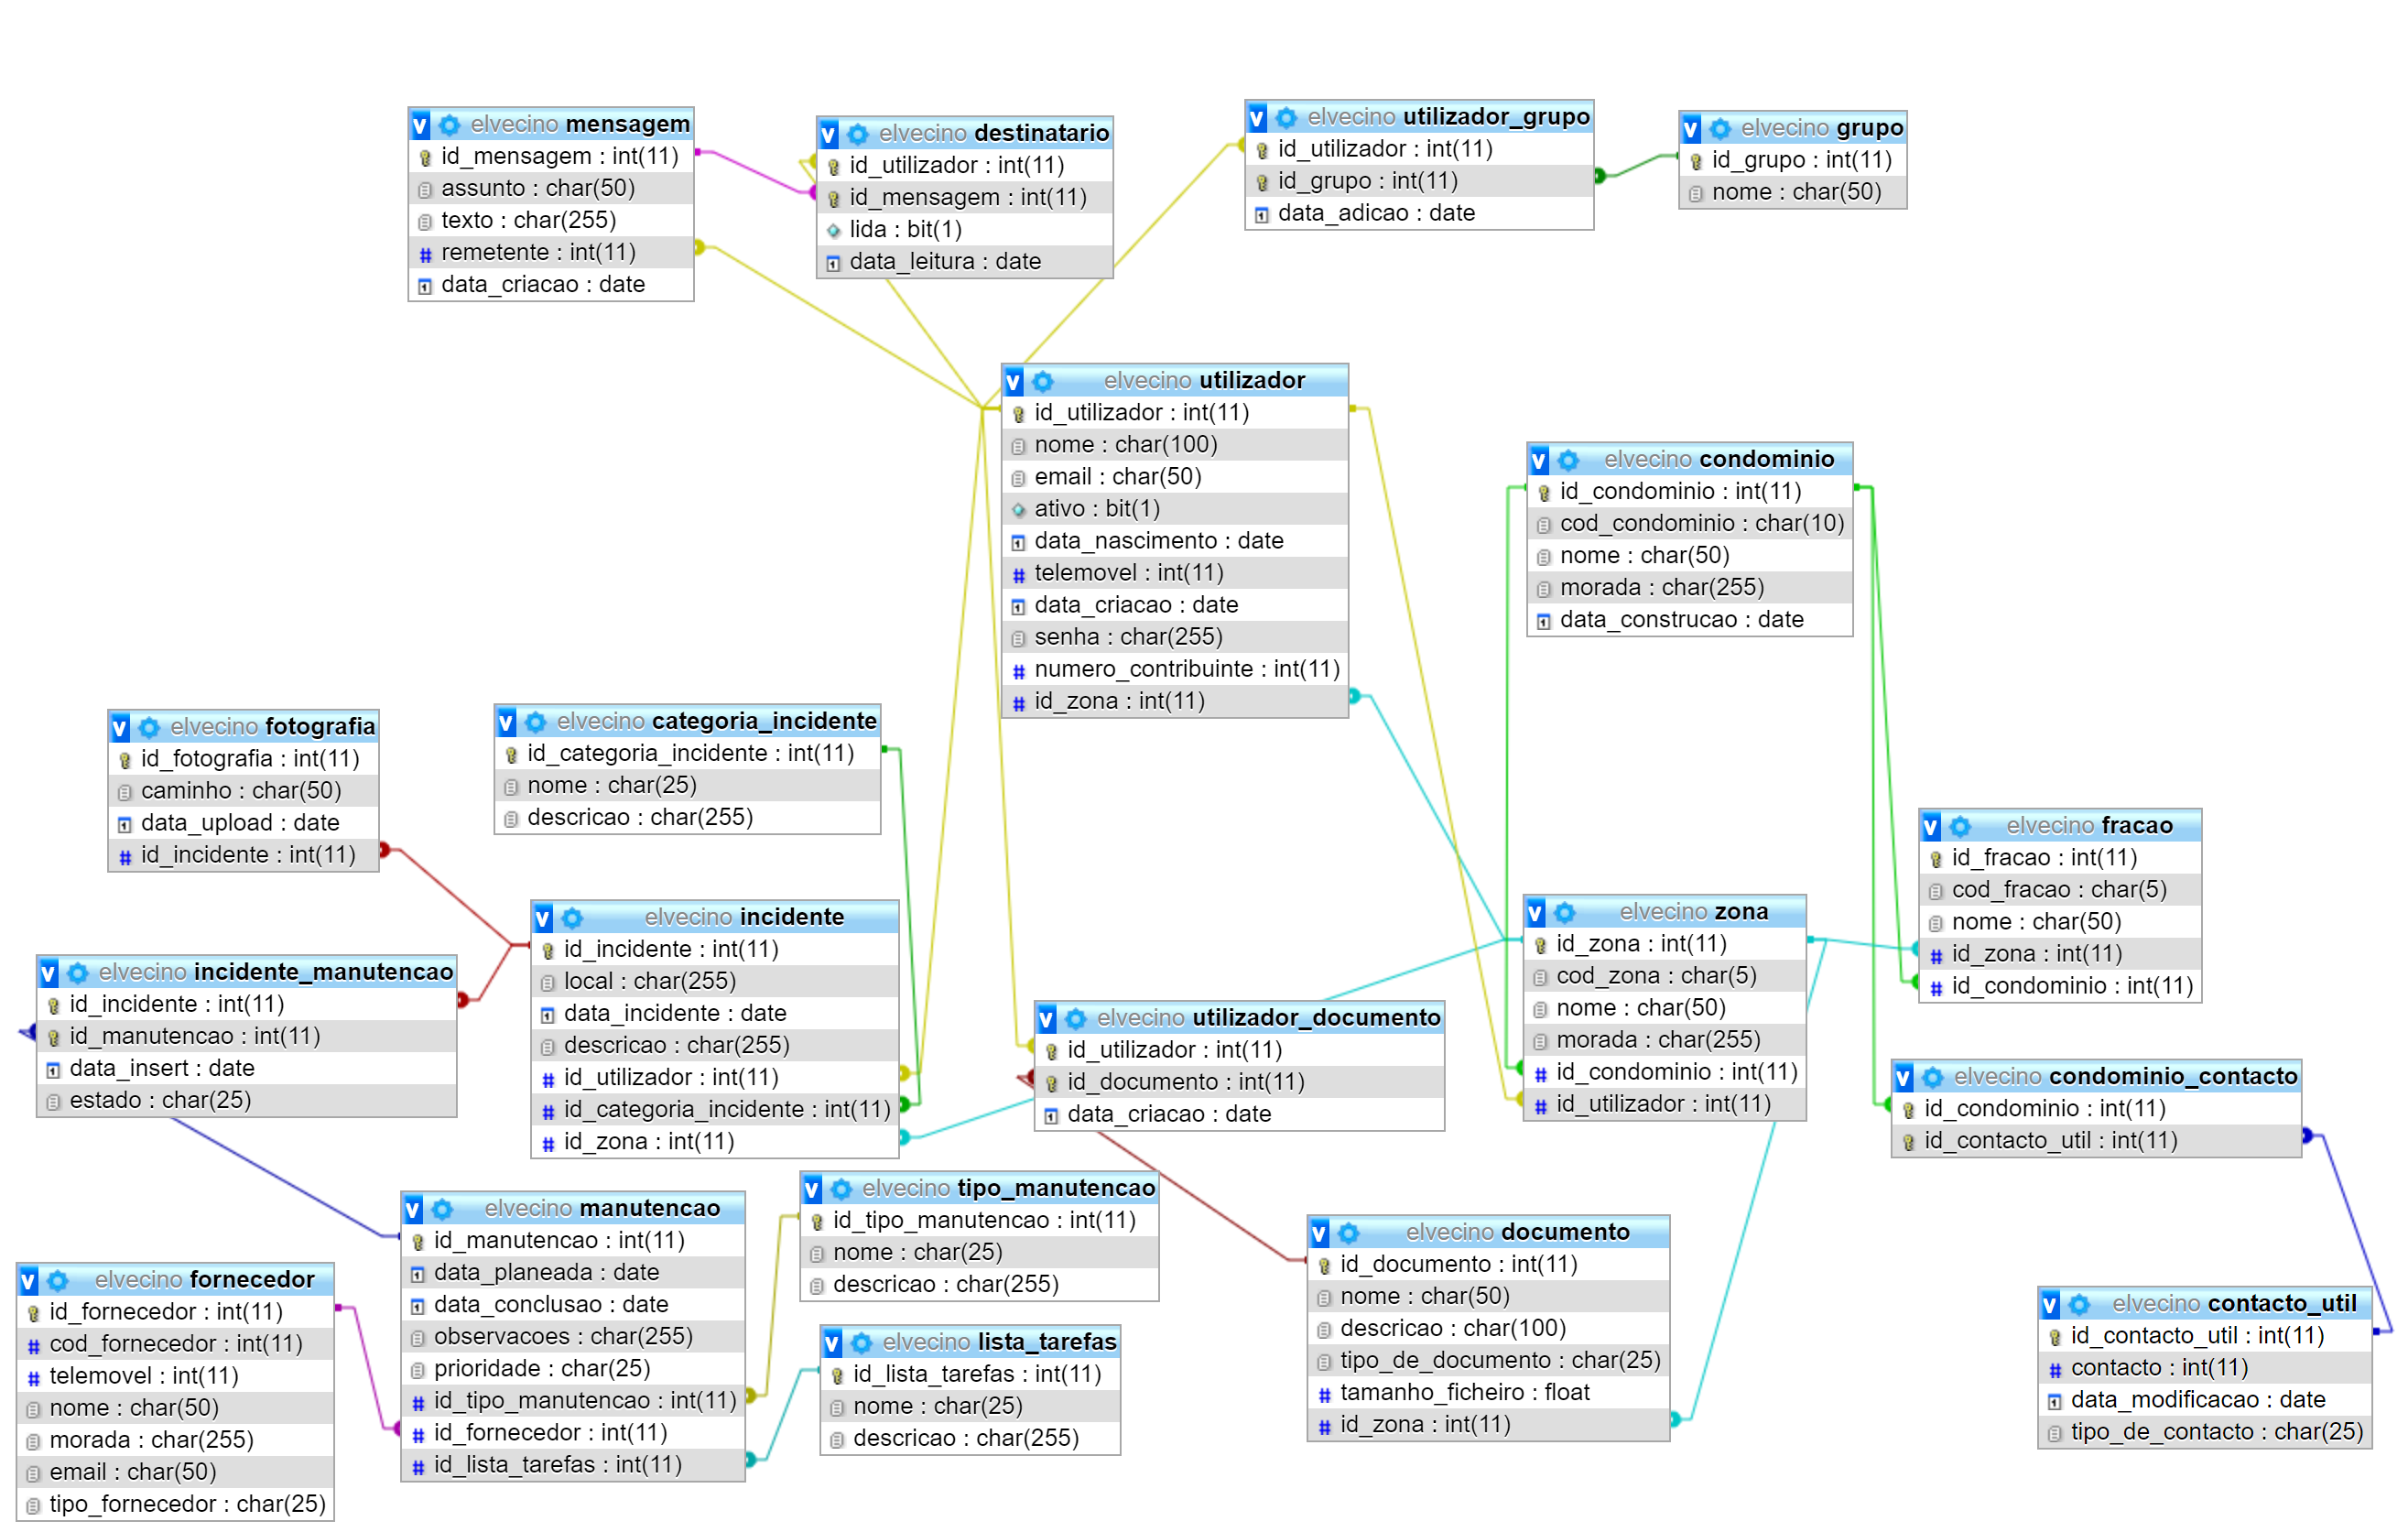 elvecino mensagem
id_mensagem : int(11)
assunto : char(50)
texto : char(255)
remetente : int(11)
data_criacao : date
elvecino destinatario
id_utilizador : int(11)
id_mensagem : int(11)
lida : bit(1)
data_leitura : date
elvecino utilizador_grupo
id_utilizador : int(11)
id_grupo : int(11)
data_adicao : date
elvecino grupo
id_grupo : int(11)
nome : char(50)
elvecino utilizador
id_utilizador : int(11)
nome : char(100)
email : char(50)
ativo : bit(1)
data_nascimento : date
telemovel : int(11)
data_criacao : date
senha : char(255)
numero_contribuinte : int(11)
id_zona : int(11)
elvecino condominio
id_condominio : int(11)
cod_condominio : char(10)
nome : char(50)
morada : char(255)
data_construcao : date
elvecino fotografia
id_fotografia : int(11)
caminho : char(50)
data_upload : date
id_incidente : int(11)
elvecino categoria_incidente
id_categoria_incidente : int(11)
nome : char(25)
descricao : char(255)
elvecino fracao
id_fracao : int(11)
cod_fracao : char(5)
nome : char(50)
id_zona : int(11)
id_condominio : int(11)
elvecino incidente
id_incidente : int(11)
local : char(255)
data_incidente : date
descricao : char(255)
id_utilizador : int(11)
id_categoria_incidente : int(11)
id_zona : int(11)
elvecino zona
id_zona : int(11)
cod_zona : char(5)
nome : char(50)
morada : char(255)
id_condominio : int(11)
id_utilizador : int(11)
elvecino incidente_manutencao
id_incidente : int(11)
id_manutencao : int(11)
data_insert : date
estado : char(25)
elvecino utilizador_documento
id_utilizador : int(11)
id_documento : int(11)
data_criacao : date
elvecino condominio_contacto
id_condominio : int(11)
id_contacto_util : int(11)
elvecino manutencao
id_manutencao : int(11)
data_planeada : date
data_conclusao : date
observacoes : char(255)
prioridade : char(25)
id_tipo_manutencao : int(11)
id_fornecedor : int(11)
id_lista_tarefas : int(11)
elvecino tipo_manutencao
id_tipo_manutencao : int(11)
nome : char(25)
descricao : char(255)
elvecino documento
id_documento : int(11)
nome : char(50)
descricao : char(100)
tipo_de_documento : char(25)
tamanho_ficheiro : float
id_zona : int(11)
elvecino fornecedor
id_fornecedor : int(11)
cod_fornecedor : int(11)
telemovel : int(11)
nome : char(50)
morada : char(255)
email : char(50)
tipo_fornecedor : char(25)
elvecino lista_tarefas
id_lista_tarefas : int(11)
nome : char(25)
descricao : char(255)
elvecino contacto_util
id_contacto_util : int(11)
contacto : int(11)
data_modificacao : date
tipo_de_contacto : char(25)